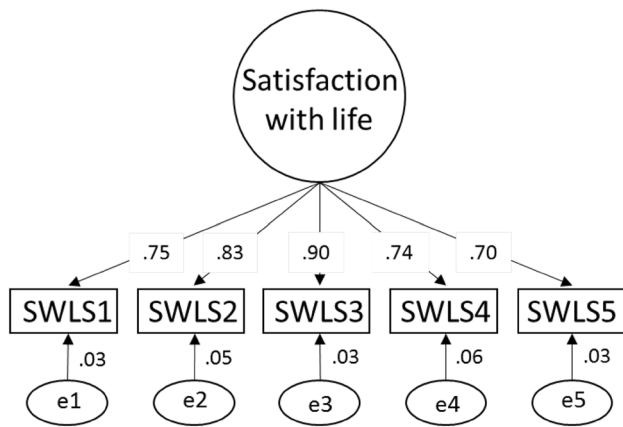 Satisfaction
with life
.75 .83 .90 .74 .70
SWLS1 SWLS2 SWLS3 SWLS4 SWLS5
.03 .05 .03 .06 .03
e1 e2 e3 e4 e5